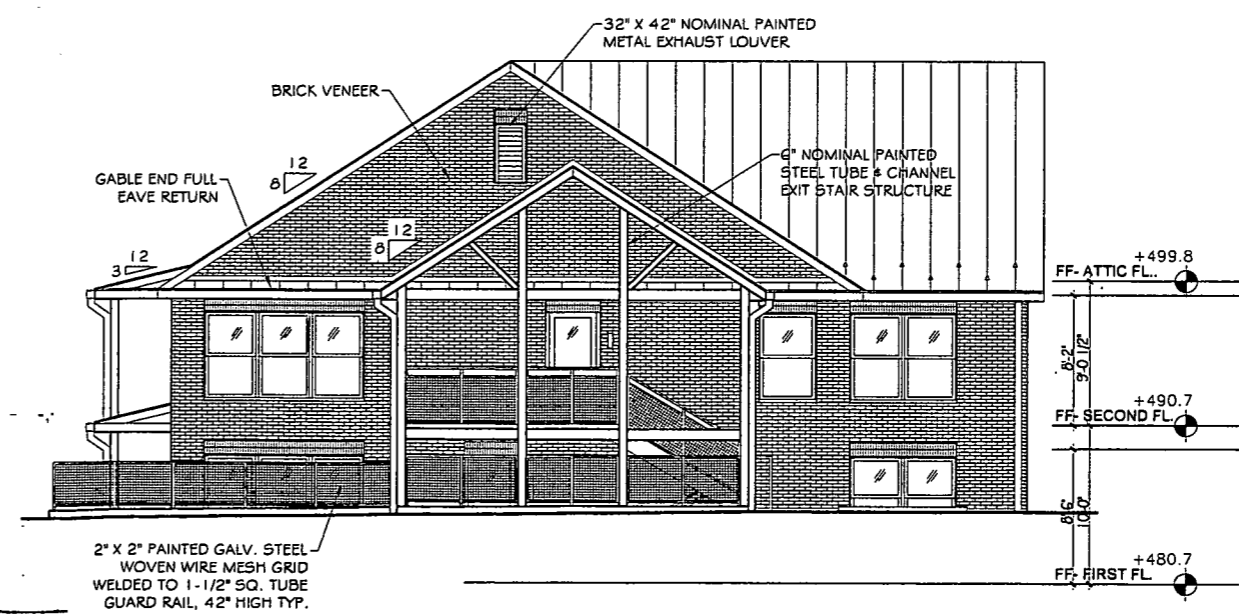 32" X 42" NOMINAL PAINTED
METAL EXHAUST LOUVER
BRICK VENEER
12
8
GABLE END FULL
EAVE RETURN
6" NOMINAL PAINTED
STEEL TUBE & CHANNEL
EXIT STAIR STRUCTURE
12
8
12
3
+499.8
FF- ATTIC FL..
8'-2"
9'-0 1/2"
+490.7
FF- SECOND FL.
8'-6"
10'-0"
+480.7
FF- FIRST FL.
2" X 2" PAINTED GALV. STEEL
WOVEN WIRE MESH GRID
WELDED TO 1-1/2" SQ. TUBE
GUARD RAIL, 42" HIGH TYP.